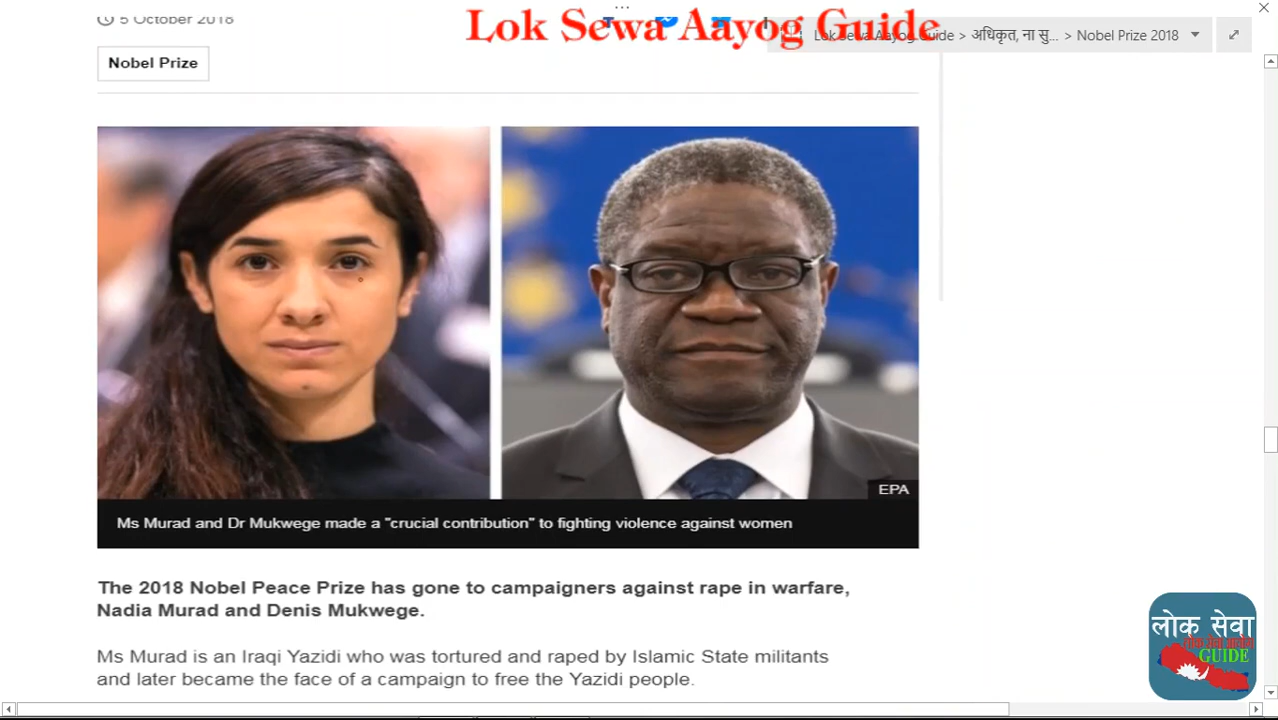 5 October 2018
Lok Sewa Aayog Guide
Lok Sewa Aayog Guide > अधिकृत, ना सु... > Nobel Prize 2018
Nobel Prize
EPA
Ms Murad and Dr Mukwege made a "crucial contribution" to fighting violence against women
The 2018 Nobel Peace Prize has gone to campaigners against rape in warfare,
Nadia Murad and Denis Mukwege.
Ms Murad is an Iraqi Yazidi who was tortured and raped by Islamic State militants
and later became the face of a campaign to free the Yazidi people.
लोक सेवा
लोक सेवा आयोग
GUIDE